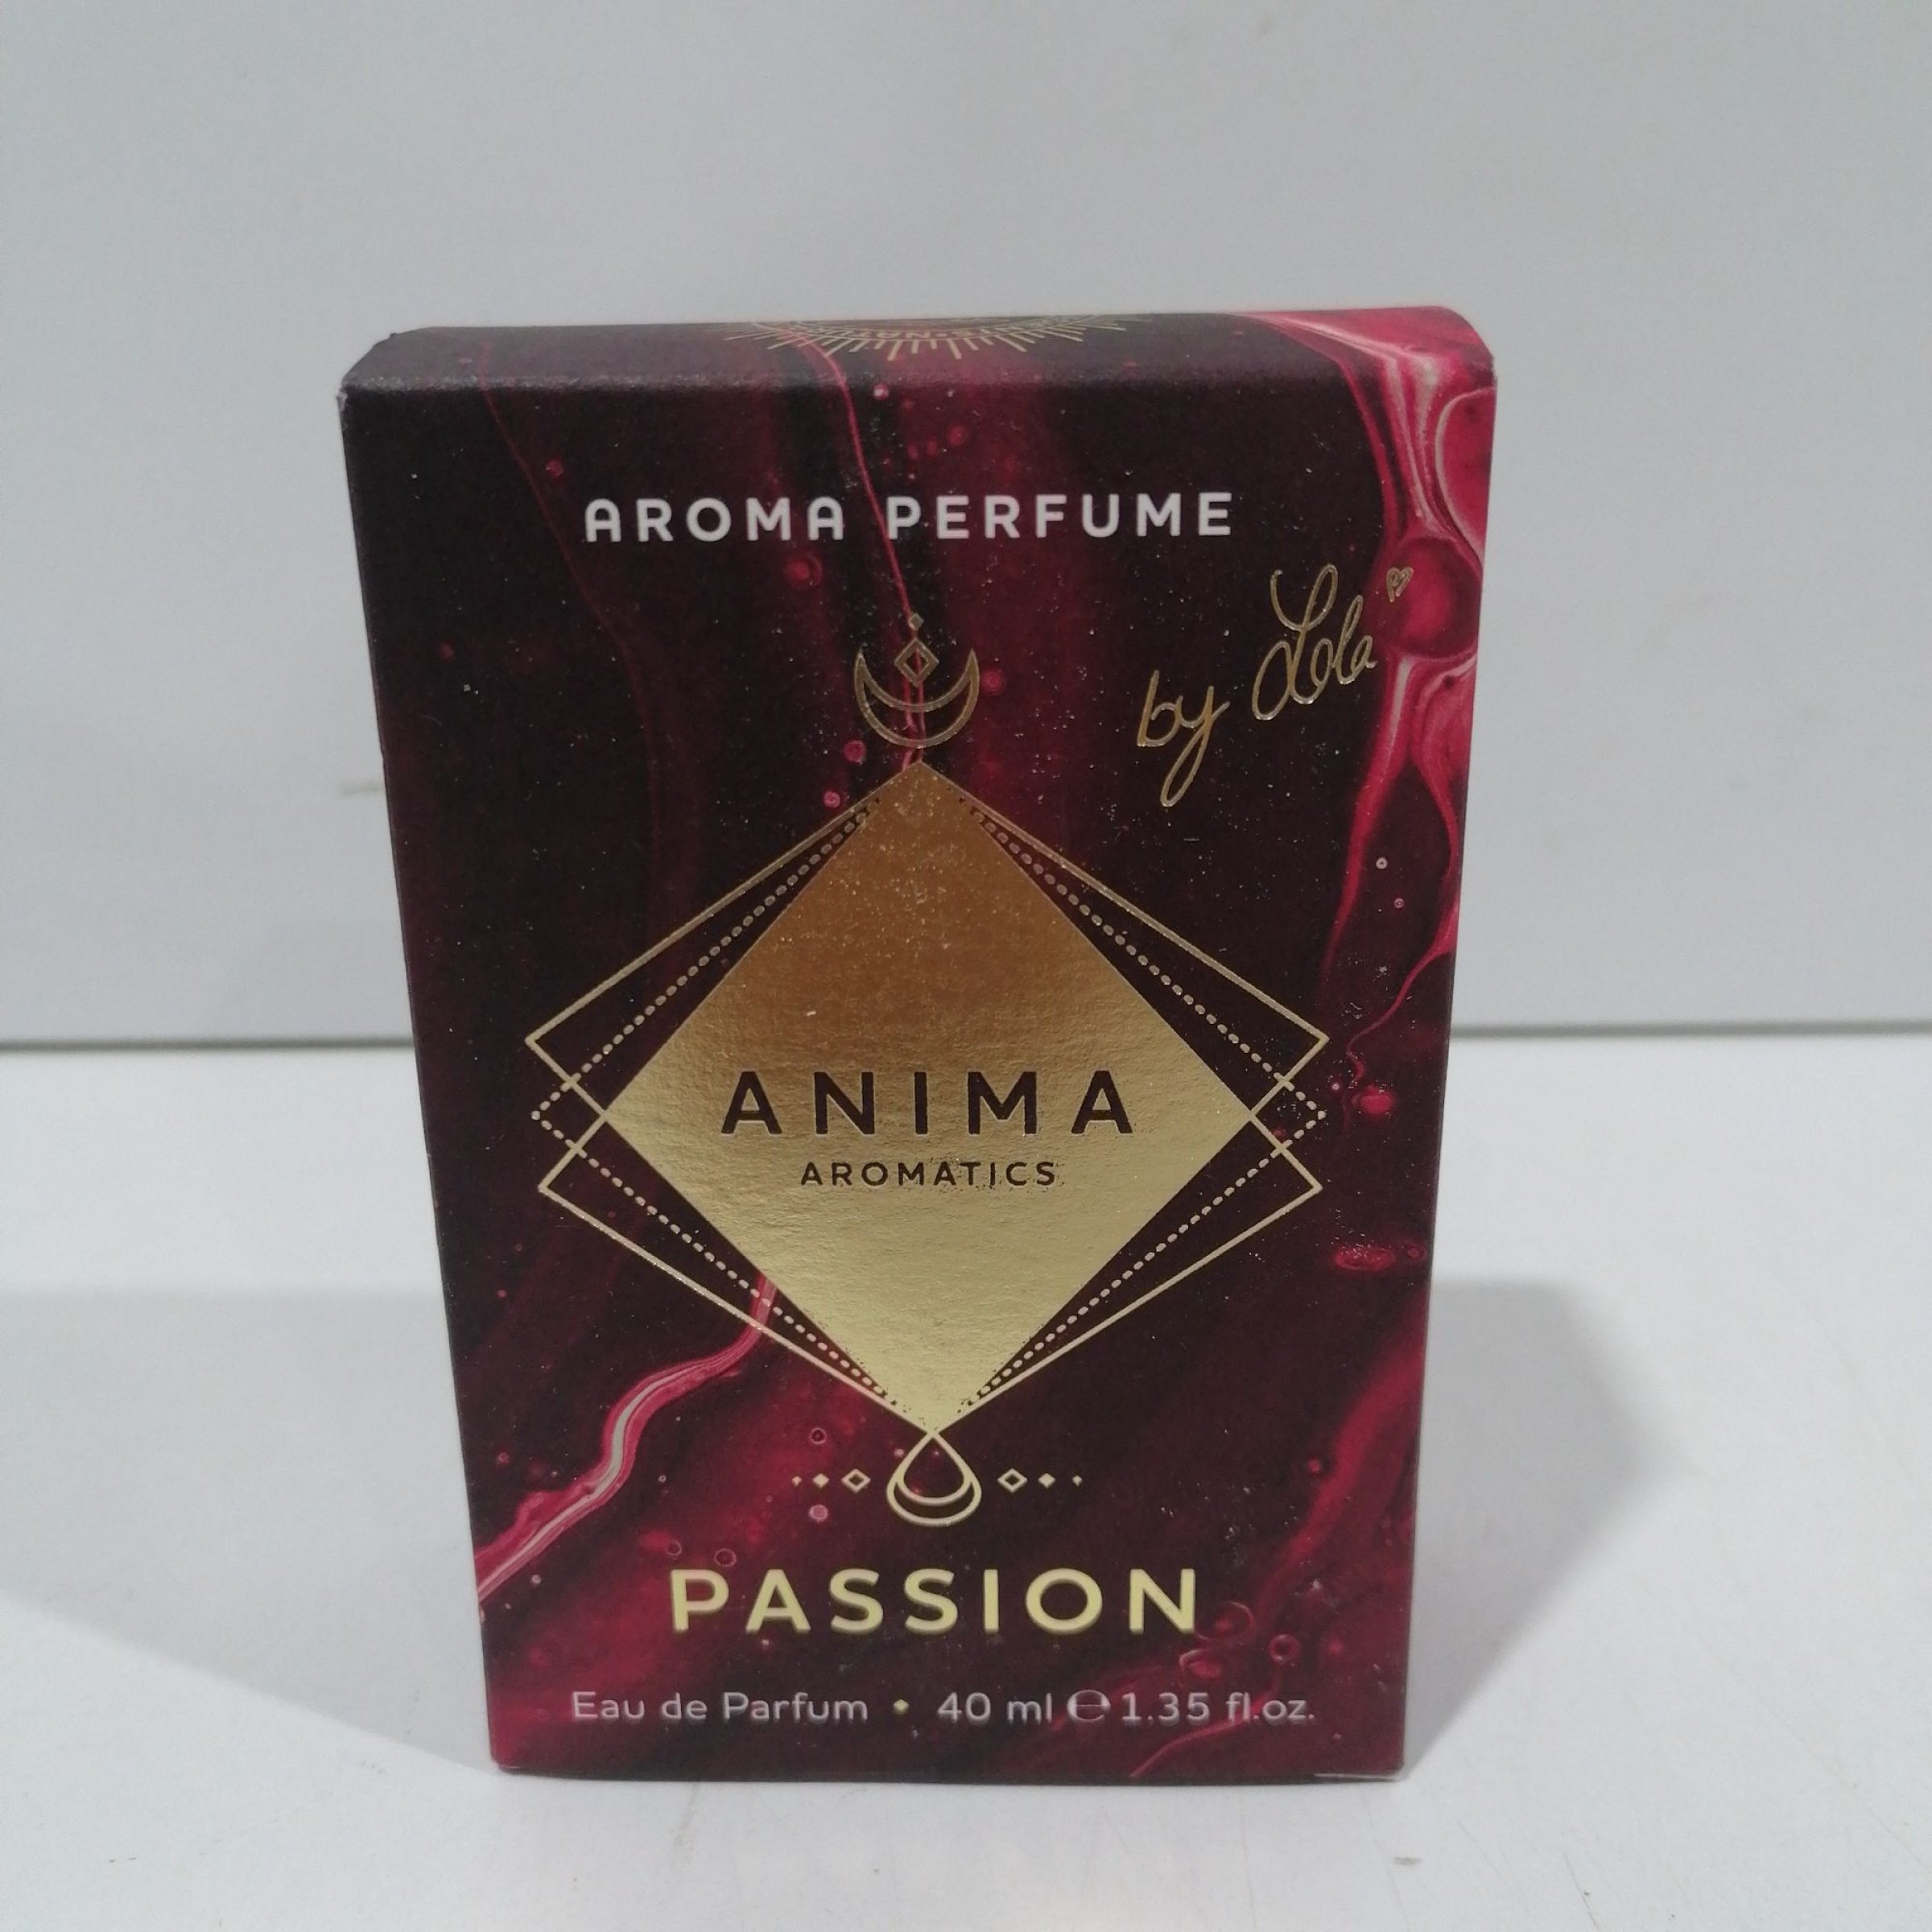 AROMA PERFUME
by Lola
ANIMA
AROMATICS
PASSION
Eau de Parfum • 40 ml ℮ 1.35 fl.oz.